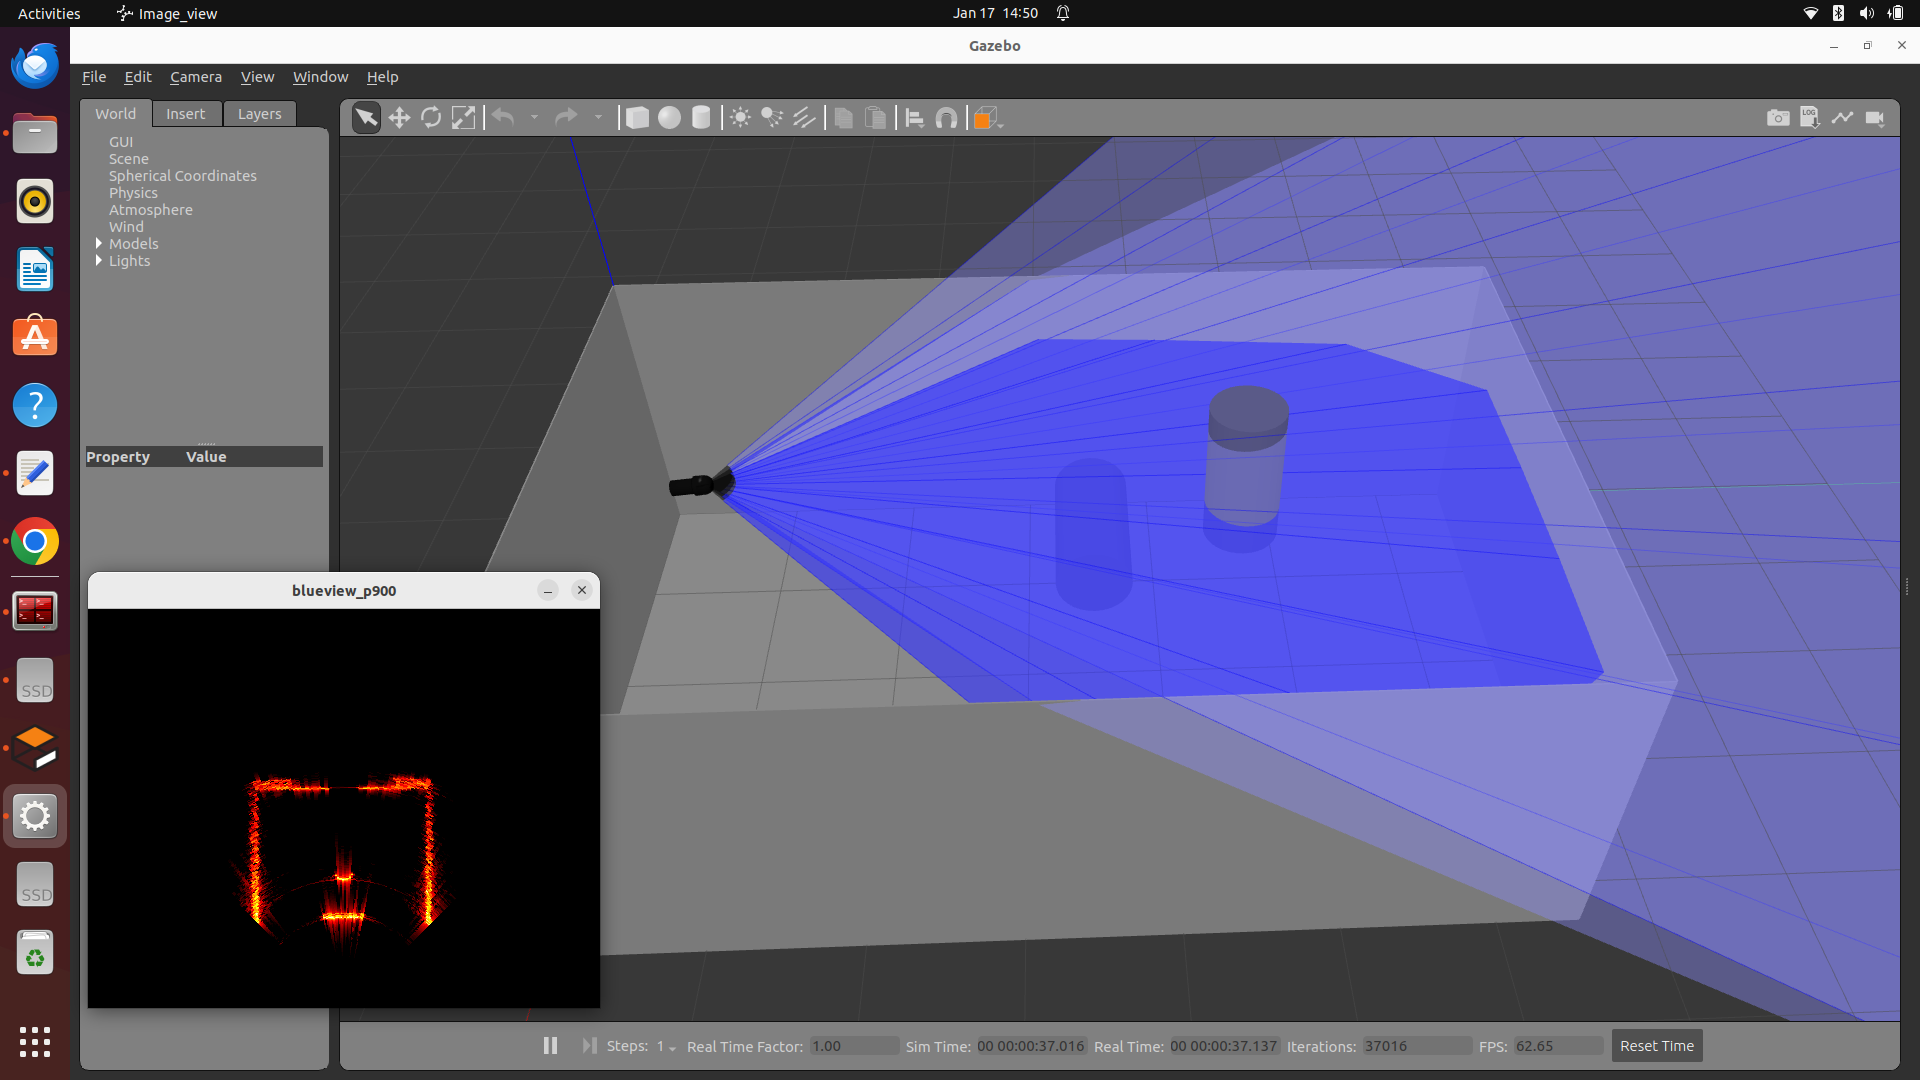 Activities Image_view Jan 17 14:50
Gazebo
File Edit Camera View Window Help
World Insert Layers
GUI
Scene
Spherical Coordinates
Physics
Atmosphere
Wind
Models
Lights
LOG
Property Value
blueview_p900
SSD
SSD
Steps: 1 Real Time Factor: 1.00 Sim Time: 00 00:00:37.016 Real Time: 00 00:00:37.137 Iterations: 37016 FPS: 62.65 Reset Time